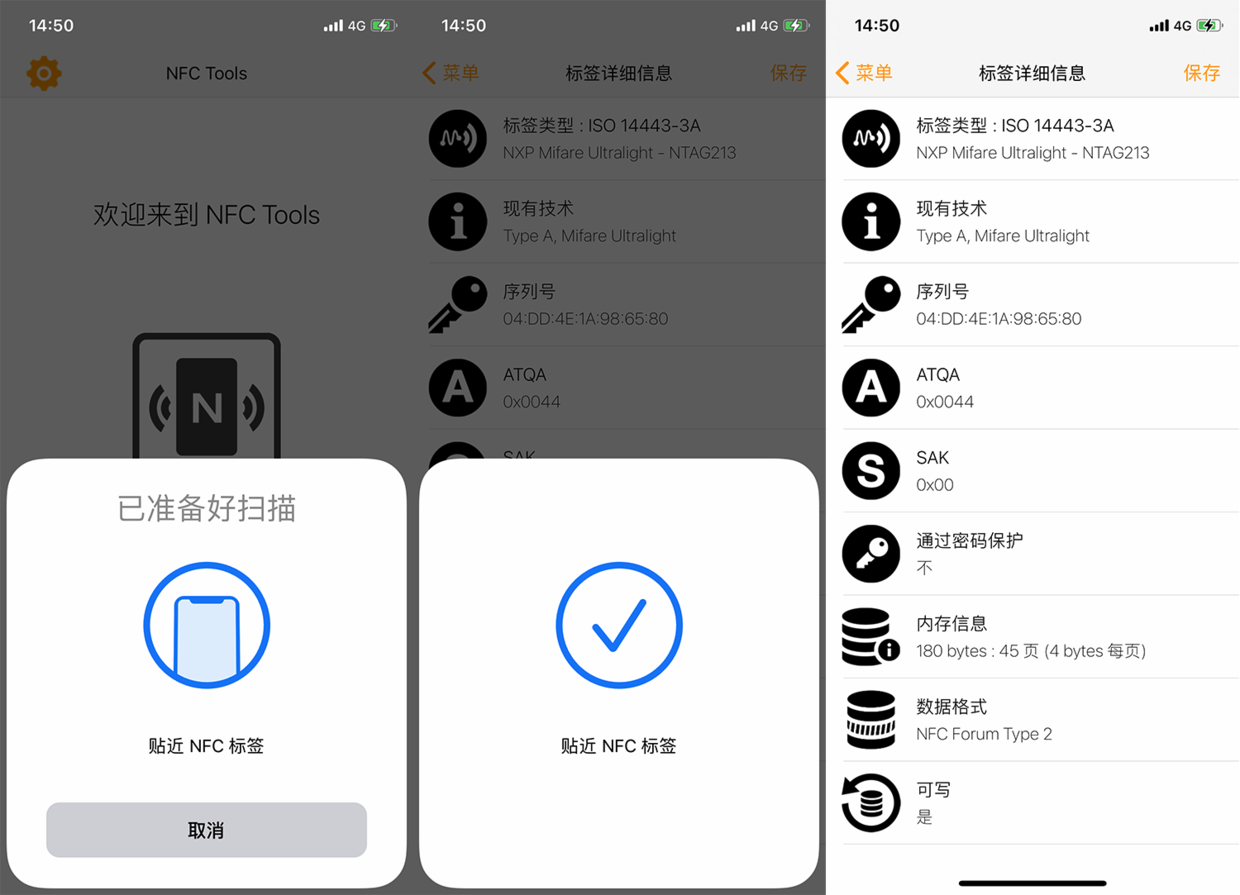 14:50
4G
NFC Tools
欢迎来到 NFC Tools
N
已准备好扫描
贴近 NFC 标签
取消
14:50
4G
菜单
标签详细信息
保存
标签类型 : ISO 14443-3A
NXP Mifare Ultralight - NTAG213
现有技术
Type A, Mifare Ultralight
序列号
04:DD:4E:1A:98:65:80
A
ATQA
0x0044
SAK
贴近 NFC 标签
14:50
4G
菜单
标签详细信息
保存
标签类型 : ISO 14443-3A
NXP Mifare Ultralight - NTAG213
现有技术
Type A, Mifare Ultralight
序列号
04:DD:4E:1A:98:65:80
A
ATQA
0x0044
S
SAK
0x00
通过密码保护
不
内存信息
180 bytes : 45 页 (4 bytes 每页)
数据格式
NFC Forum Type 2
可写
是